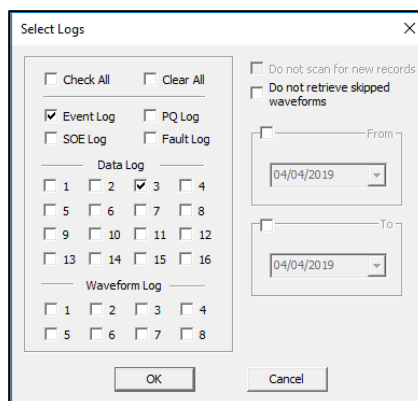 Select Logs
Check All Clear All
Event Log PQ Log
SOE Log Fault Log
Data Log
1 2 3 4
5 6 7 8
9 10 11 12
13 14 15 16
Waveform Log
1 2 3 4
5 6 7 8
Do not scan for new records
Do not retrieve skipped
waveforms
From
04/04/2019
To
04/04/2019
OK Cancel